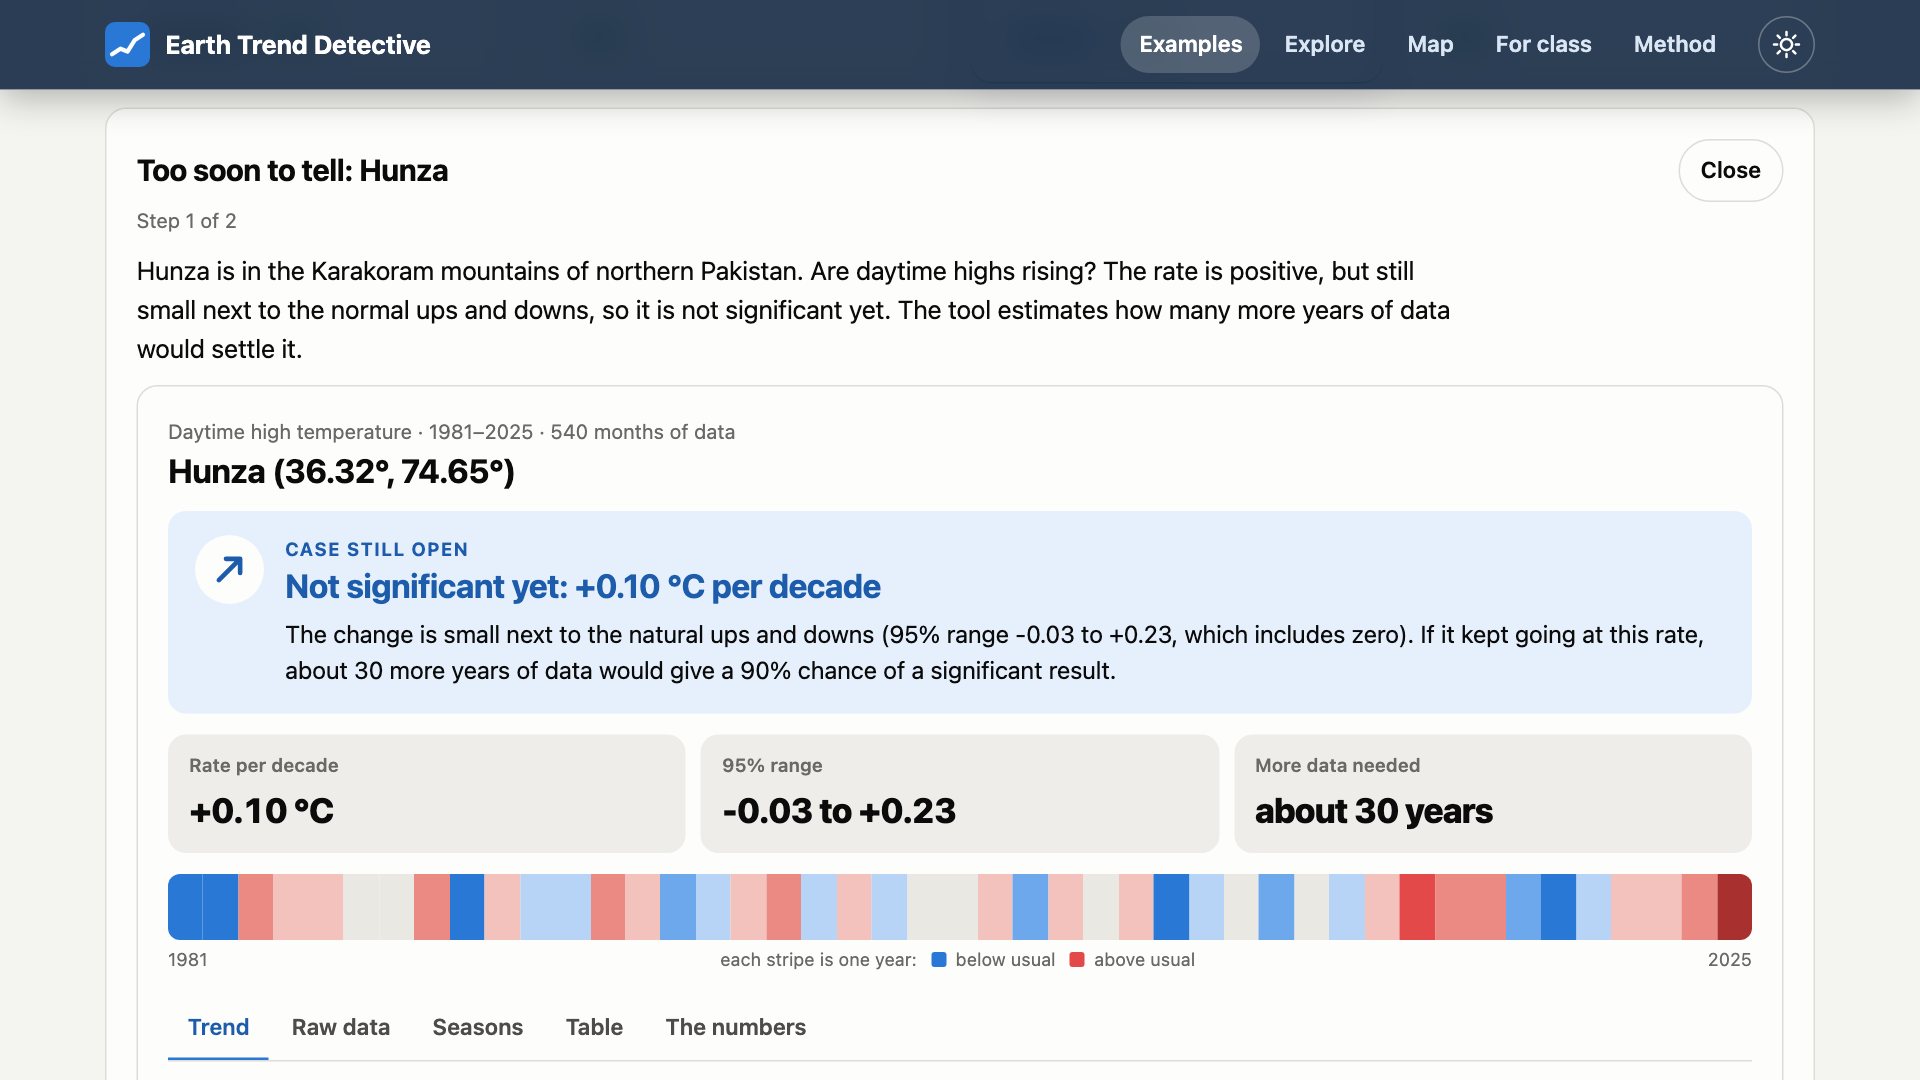 Earth Trend Detective
Examples
Explore
Map
For class
Method
Too soon to tell: Hunza
Close
Step 1 of 2
Hunza is in the Karakoram mountains of northern Pakistan. Are daytime highs rising? The rate is positive, but still
small next to the normal ups and downs, so it is not significant yet. The tool estimates how many more years of data
would settle it.
Daytime high temperature · 1981–2025 · 540 months of data
Hunza (36.32°, 74.65°)
CASE STILL OPEN
Not significant yet: +0.10 °C per decade
The change is small next to the natural ups and downs (95% range -0.03 to +0.23, which includes zero). If it kept going at this rate,
about 30 more years of data would give a 90% chance of a significant result.
Rate per decade
+0.10 °C
95% range
-0.03 to +0.23
More data needed
about 30 years
1981
each stripe is one year:
below usual
above usual
2025
Trend
Raw data
Seasons
Table
The numbers